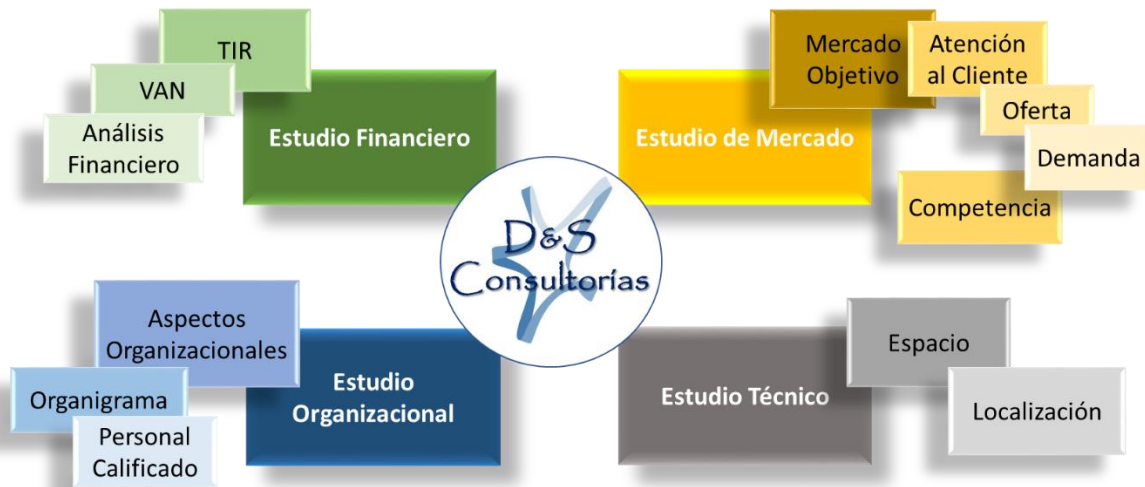 TIR
VAN
Análisis
Financiero
Estudio Financiero
Mercado
Objetivo
Atención
al Cliente
Oferta
Demanda
Competencia
Estudio de Mercado
D&S
Consultorías
Aspectos
Organizacionales
Organigrama
Personal
Calificado
Estudio
Organizacional
Espacio
Localización
Estudio Técnico